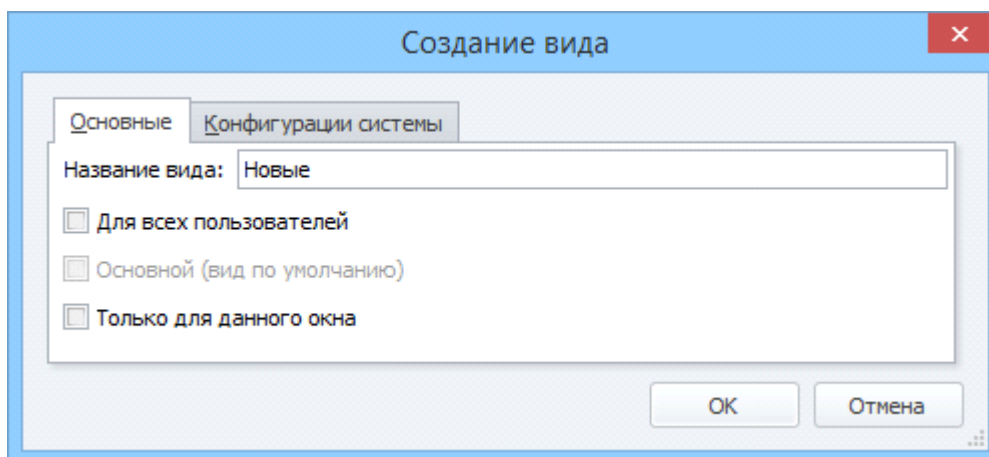 Создание вида
Основные Конфигурации системы
Название вида: Новые
Для всех пользователей
Основной (вид по умолчанию)
Только для данного окна
ОК Отмена